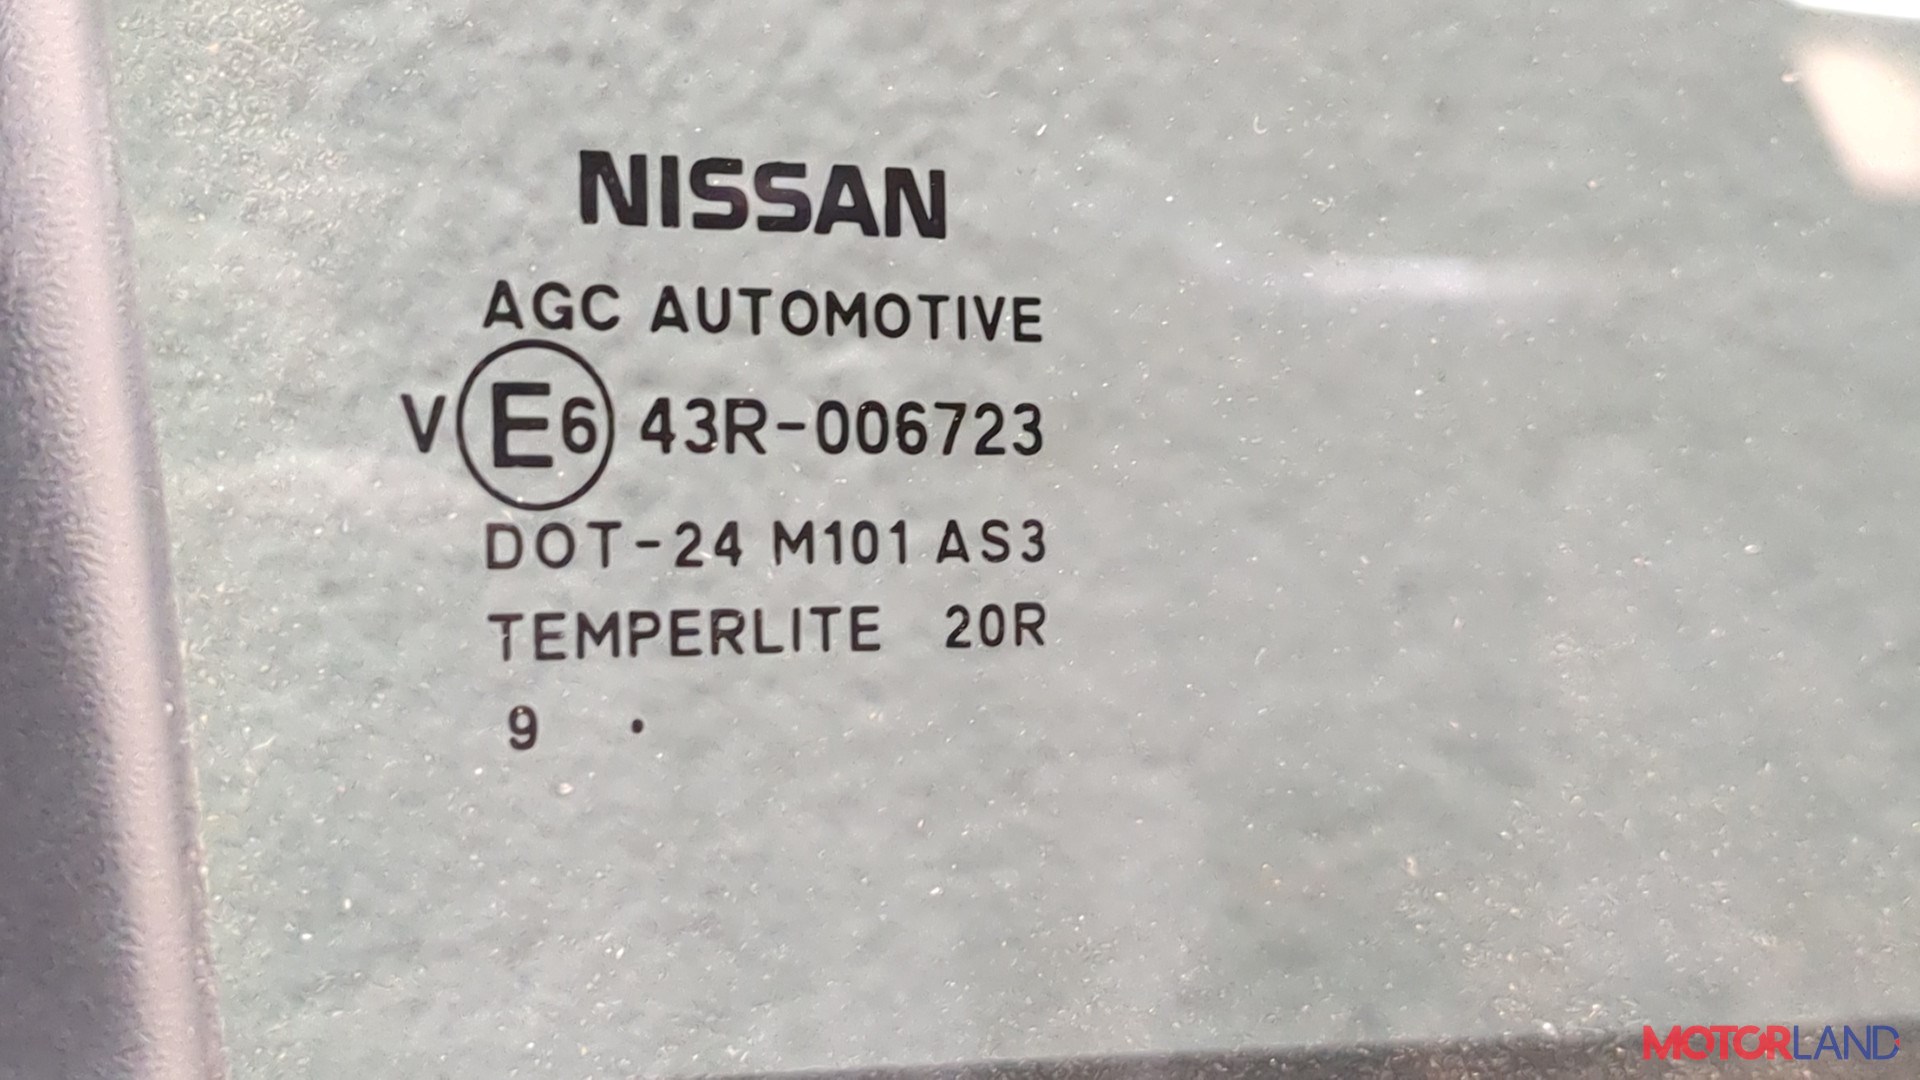 NISSAN
AGC AUTOMOTIVE
V E6 43R-006723
DOT-24 M101 AS3
TEMPERLITE 20R
9 .
MOTORLAND